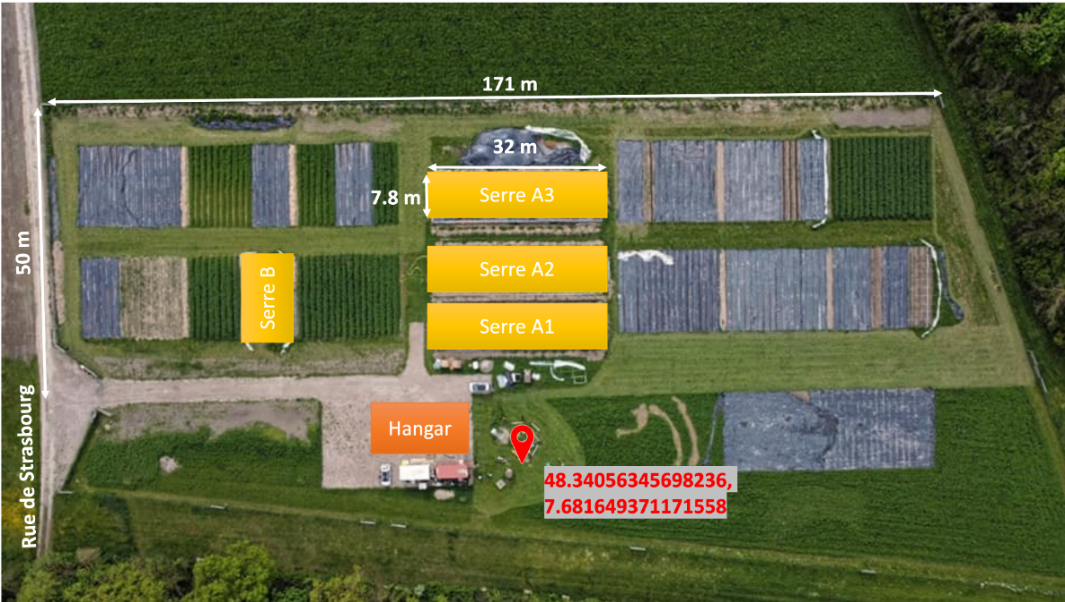 171 m
32 m
7.8 m
Serre A3
50 m
Serre B
Serre A2
Serre A1
Rue de Strasbourg
Hangar
48.34056345698236,
7.681649371171558